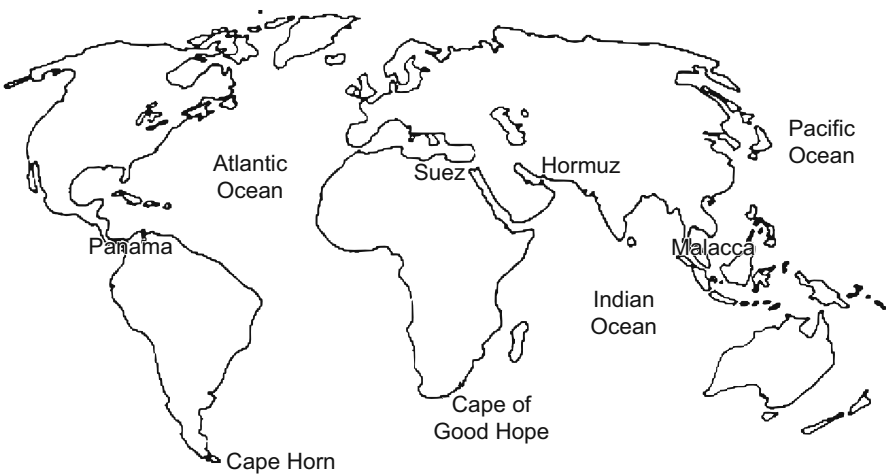 Pacific
Ocean
Atlantic
Ocean
Suez
Hormuz
Panama
Malacca
Indian
Ocean
Cape of
Good Hope
Cape Horn